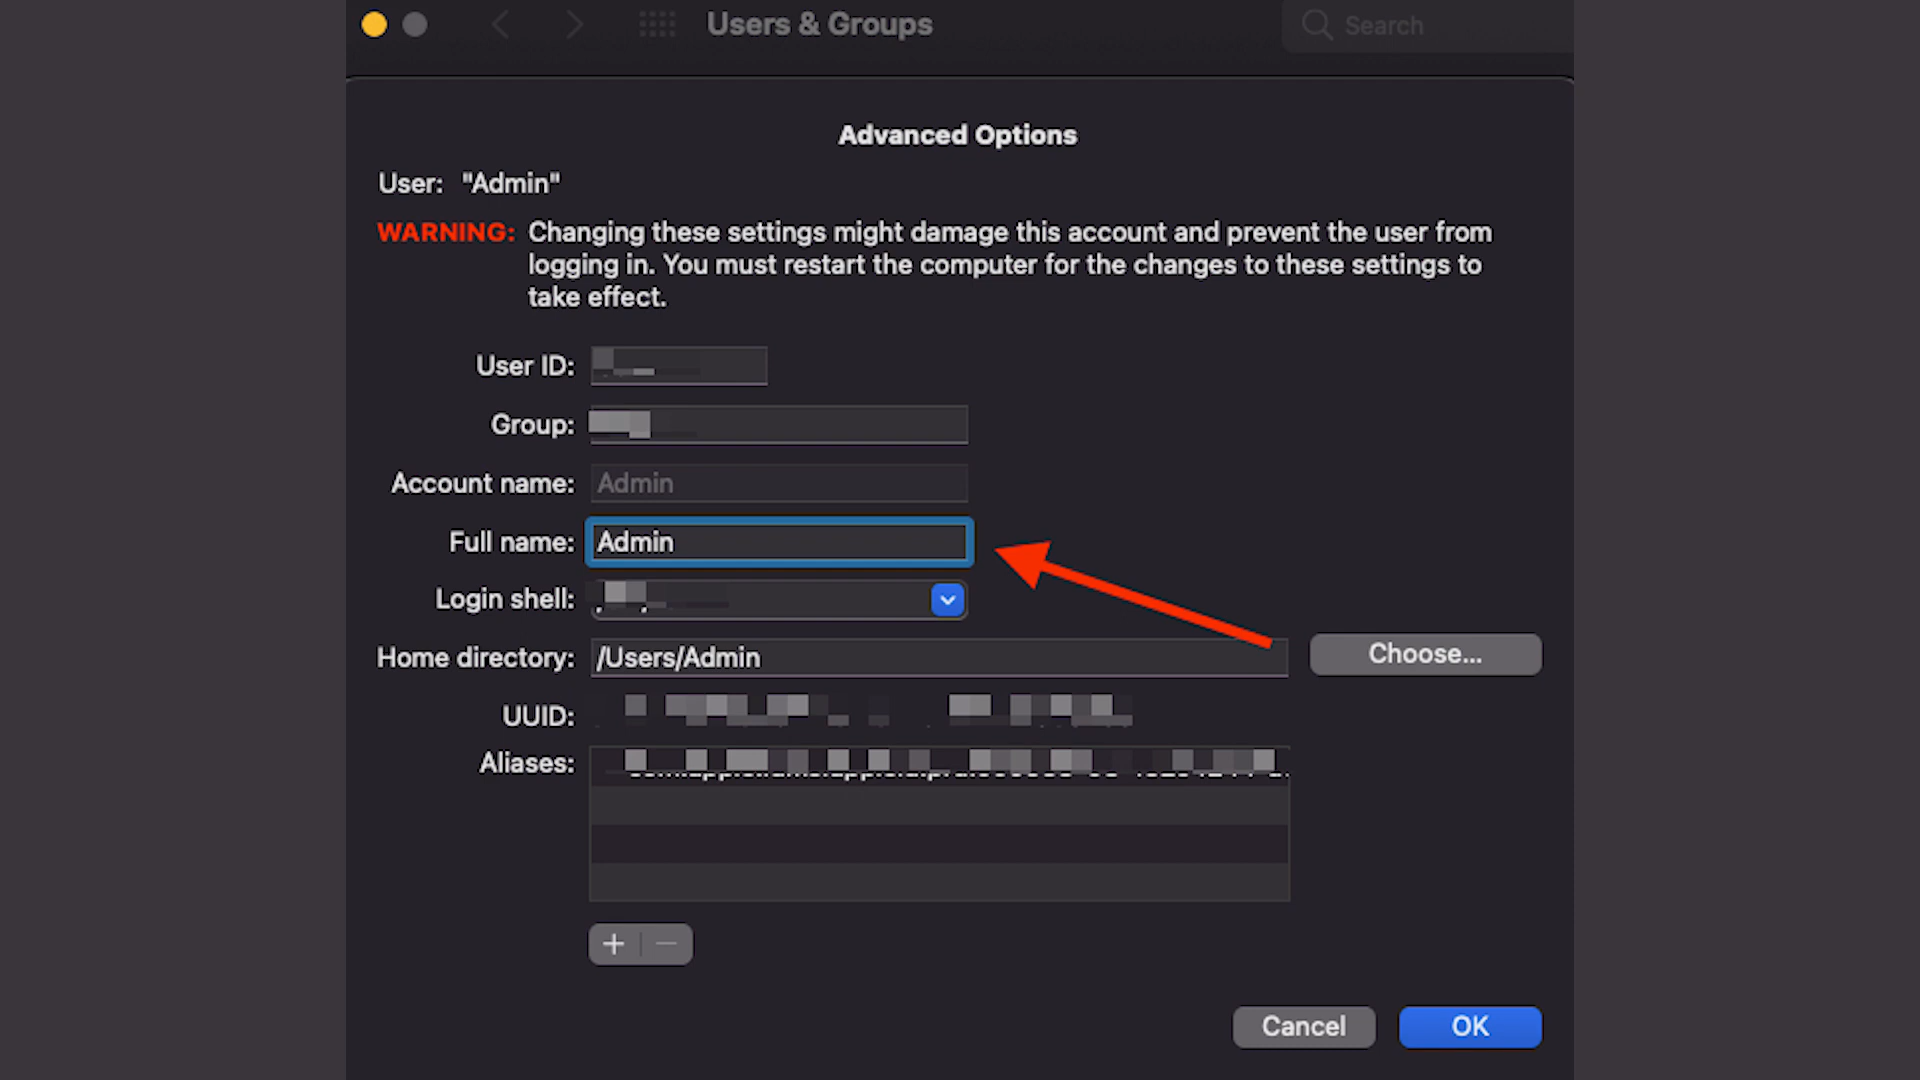 Users & Groups
Search
Advanced Options
User: "Admin"
WARNING: Changing these settings might damage this account and prevent the user from
logging in. You must restart the computer for the changes to these settings to
take effect.
User ID:
Group:
Account name: Admin
Full name: Admin
Login shell:
Home directory: /Users/Admin
Choose...
UUID:
Aliases:
Cancel
OK